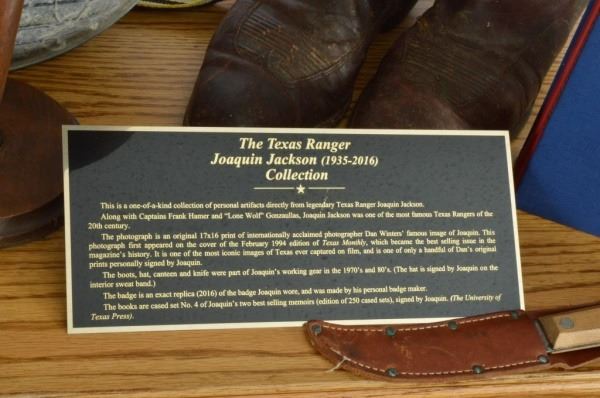 The Texas Ranger
Joaquin Jackson (1935-2016)
Collection
This is a one-of-a-kind collection of personal artifacts directly from legendary Texas Ranger Joaquin Jackson.
Along with Captains Frank Hamer and "Lone Wolf" Gonzaullas, Joaquin Jackson was one of the most famous Texas Rangers of the
20th century.
The photograph is an original 17x16 print of internationally acclaimed photographer Dan Winters' famous image of Joaquin. This
photograph first appeared on the cover of the February 1994 edition of Texas Monthly, which became the best selling issue in the
magazine's history. It is one of the most iconic images of Texas ever captured on film, and is one of only a handful of Dan's original
prints personally signed by Joaquin.
The boots, hat, canteen and knife were part of Joaquin's working gear in the 1970's and 80's. (The hat is signed by Joaquin on the
interior sweat band.)
The badge is an exact replica (2016) of the badge Joaquin wore, and was made by his personal badge maker.
The books are cased set No. 4 of Joaquin's two best selling memoirs (edition of 250 cased sets), signed by Joaquin. (The University of
Texas Press).